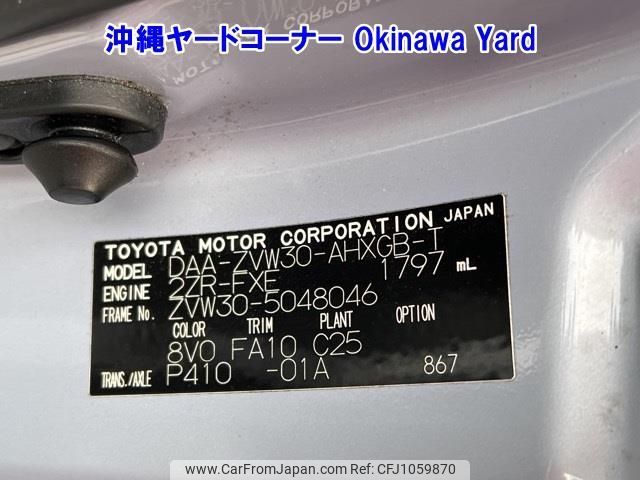 沖縄ヤードコーナー Okinawa Yard
TOYOTA MOTOR CORPORATION JAPAN
MODEL DAA-ZVW30-AHXGB-T
ENGINE 2ZR-FXE 1797 mL
FRAME No. ZVW30-5048046
COLOR TRIM PLANT OPTION
8V0 FA10 C25
TRANS./AXLE P410 -01A 867
www.CarFromJapan.com - Ref#CFJ1059870